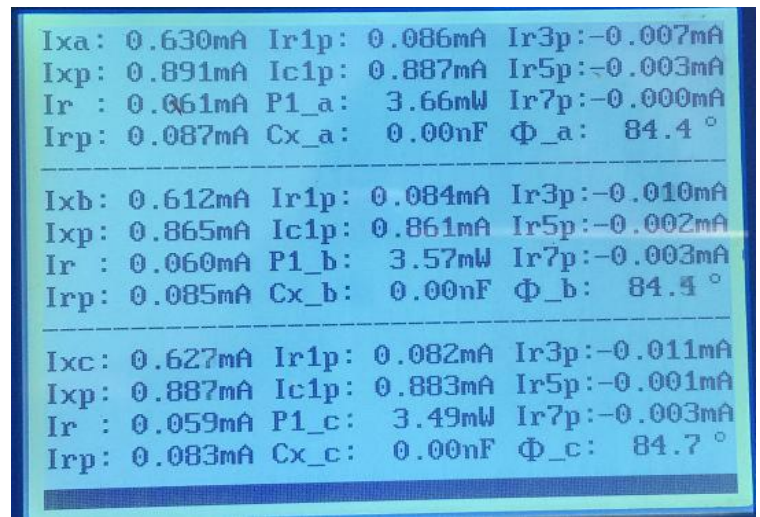 Ixa: 0.630mA Ir1p: 0.086mA Ir3p:-0.007mA
Ixp: 0.891mA Ic1p: 0.887mA Ir5p:-0.003mA
Ir : 0.061mA P1_a: 3.66mW Ir7p:-0.000mA
Irp: 0.087mA Cx_a: 0.00nF Φ_a: 84.4 °
Ixb: 0.612mA Ir1p: 0.084mA Ir3p:-0.010mA
Ixp: 0.865mA Ic1p: 0.861mA Ir5p:-0.002mA
Ir : 0.060mA P1_b: 3.57mW Ir7p:-0.003mA
Irp: 0.085mA Cx_b: 0.00nF Φ_b: 84.4 °
Ixc: 0.627mA Ir1p: 0.082mA Ir3p:-0.011mA
Ixp: 0.887mA Ic1p: 0.883mA Ir5p:-0.001mA
Ir : 0.059mA P1_c: 3.49mW Ir7p:-0.003mA
Irp: 0.083mA Cx_c: 0.00nF Φ_c: 84.7 °